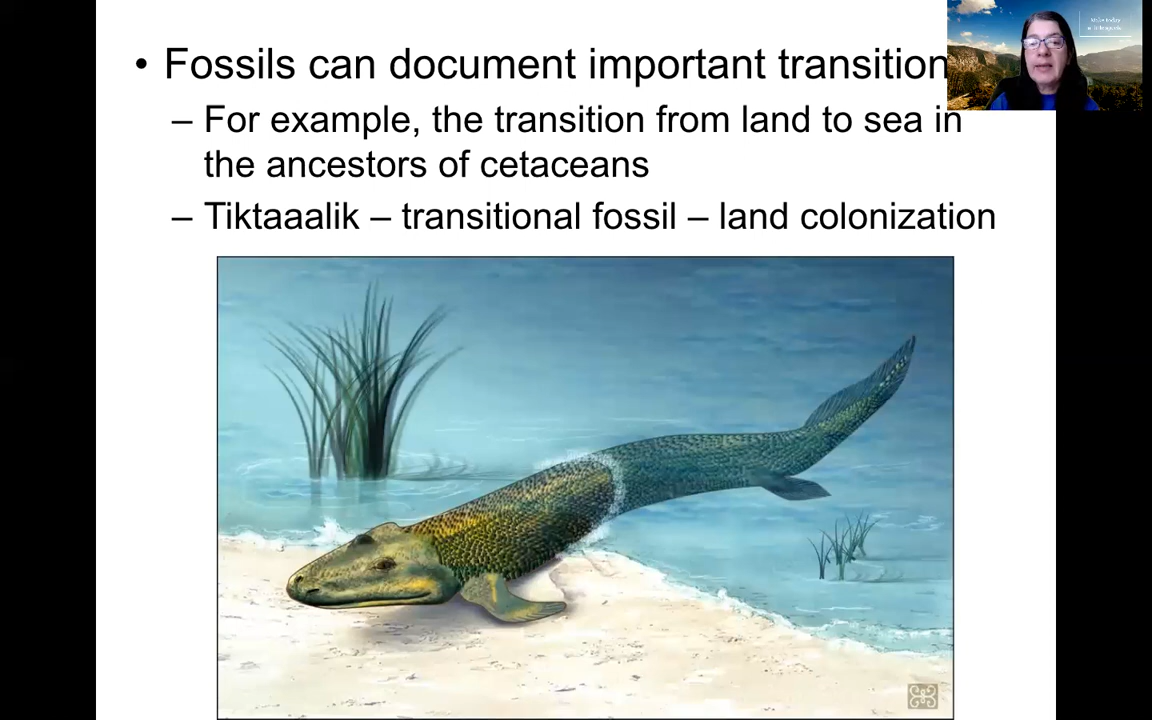 • Fossils can document important transition
– For example, the transition from land to sea in
the ancestors of cetaceans
– Tiktaaalik – transitional fossil – land colonization